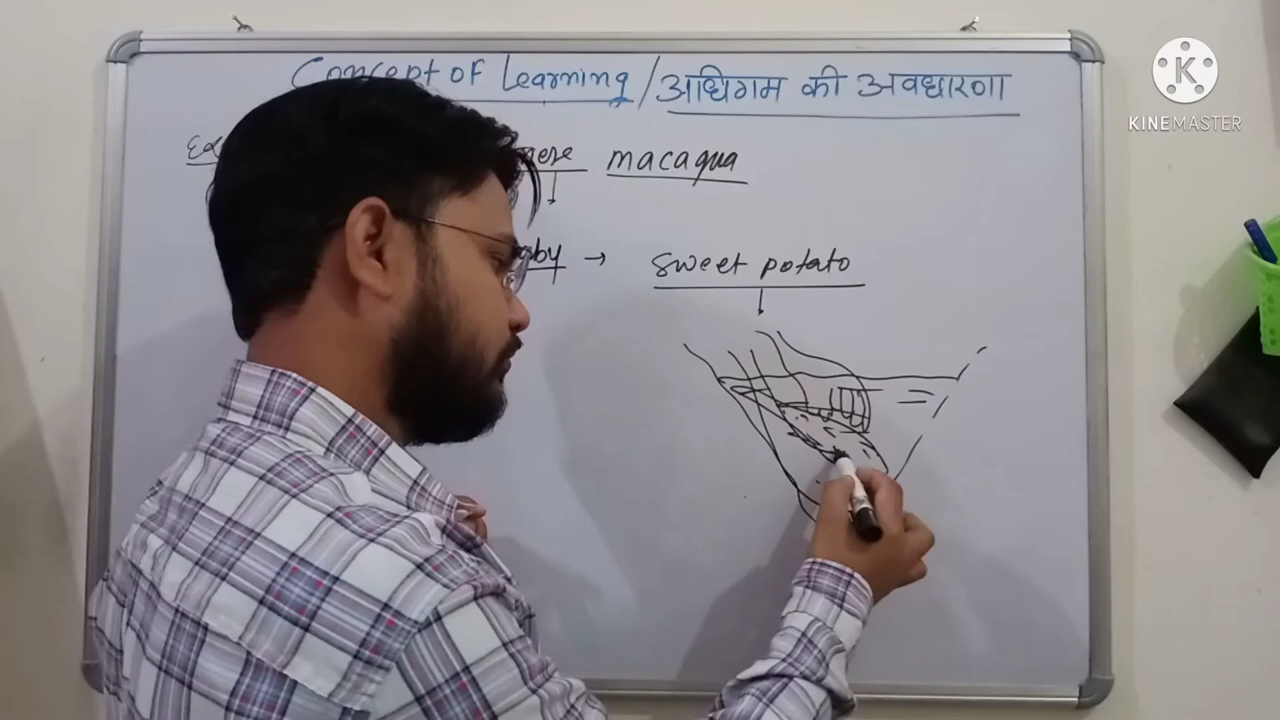 Concept of Learning / अधिगम की अवधारणा
macaqua
→ sweet potato
K
KINEMASTER